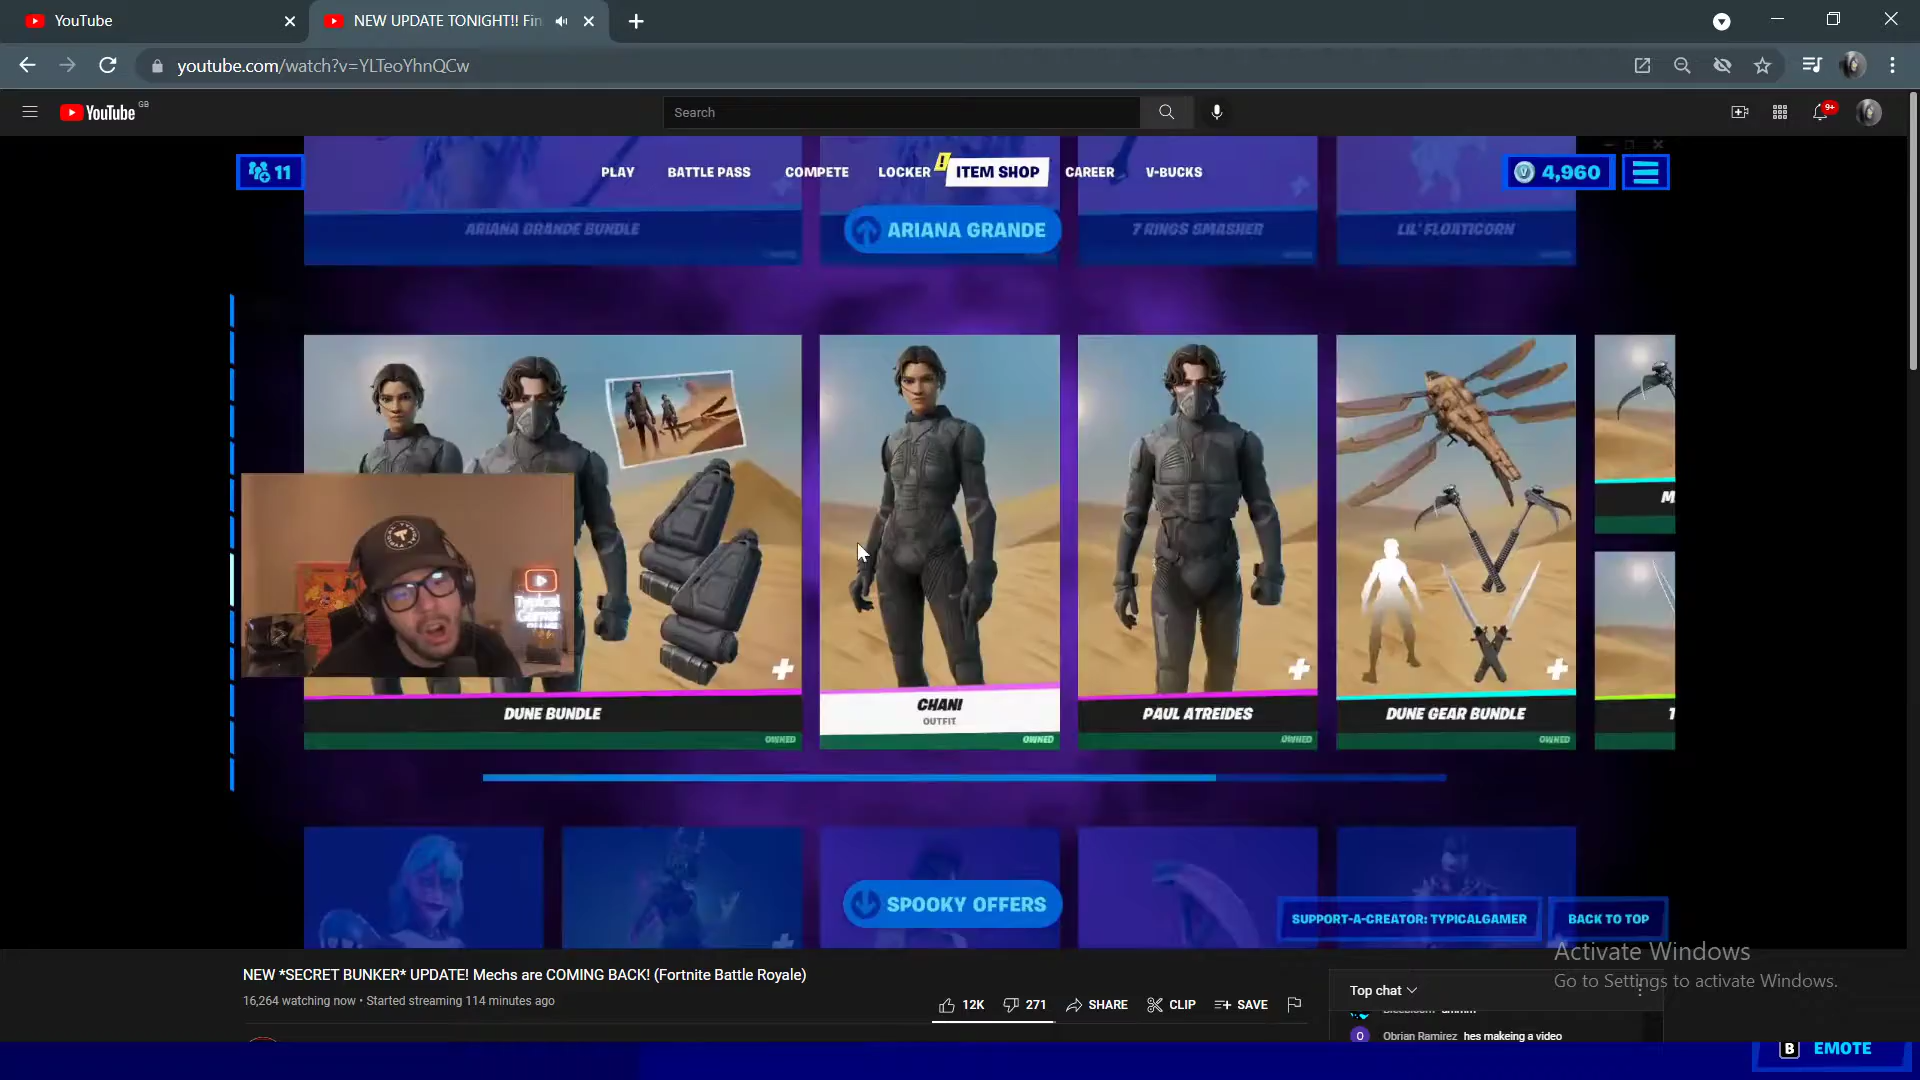 YouTube
NEW UPDATE TONIGHT!! Fin
youtube.com/watch?v=YLTeoYhnQCw
YouTube GB
Search
9+
11
PLAY
BATTLE PASS
COMPETE
LOCKER
!
ITEM SHOP
CAREER
V-BUCKS
4,960
ARIANA GRANDE BUNDLE
ARIANA GRANDE
7 RINGS SMASHER
LIL' FLOATICORN
Typical
Gamer
DUNE BUNDLE
OWNED
CHANI
OUTFIT
OWNED
PAUL ATREIDES
OWNED
DUNE GEAR BUNDLE
OWNED
SPOOKY OFFERS
SUPPORT-A-CREATOR: TYPICALGAMER
BACK TO TOP
Activate Windows
Go to Settings to activate Windows.
NEW *SECRET BUNKER* UPDATE! Mechs are COMING BACK! (Fortnite Battle Royale)
16,264 watching now • Started streaming 114 minutes ago
12K
271
SHARE
CLIP
SAVE
Top chat
O Obrian Ramirez hes makeing a video
B EMOTE